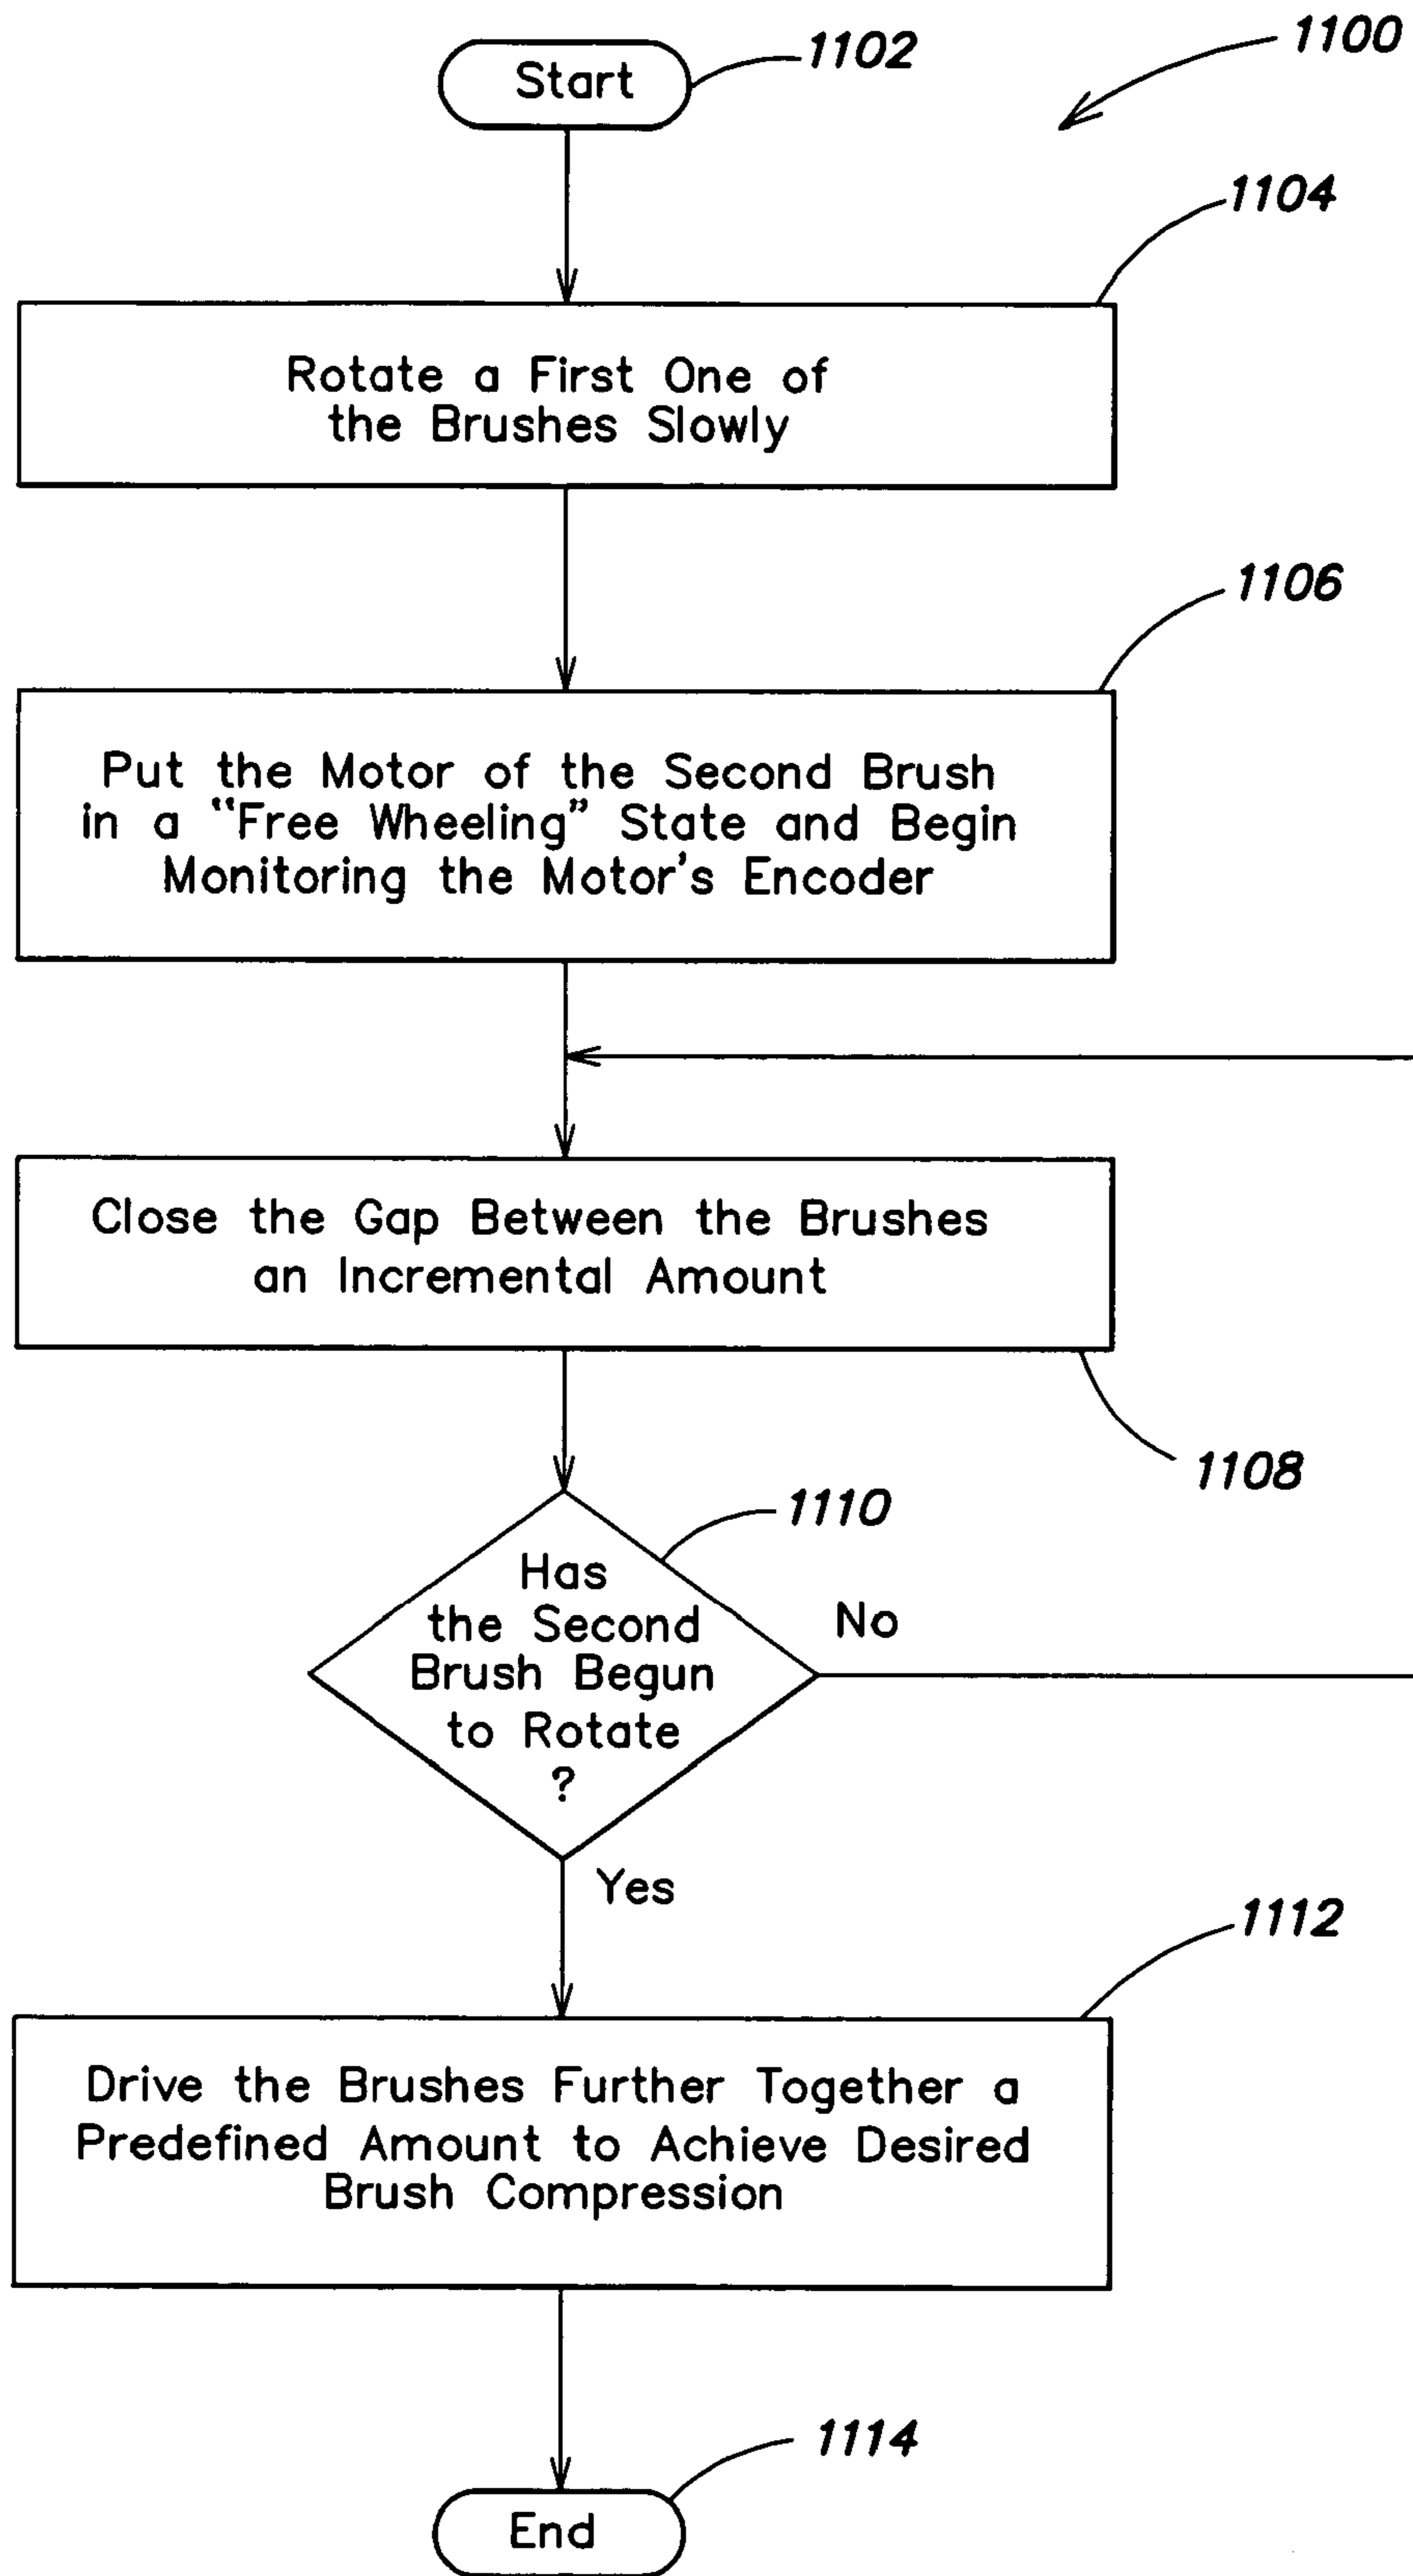 1100
Start
1102
1104
Rotate a First One of
the Brushes Slowly
1106
Put the Motor of the Second Brush
in a “Free Wheeling” State and Begin
Monitoring the Motor's Encoder
Close the Gap Between the Brushes
an Incremental Amount
1108
1110
Has
the Second
Brush Begun
to Rotate
?
No
Yes
1112
Drive the Brushes Further Together a
Predefined Amount to Achieve Desired
Brush Compression
1114
End